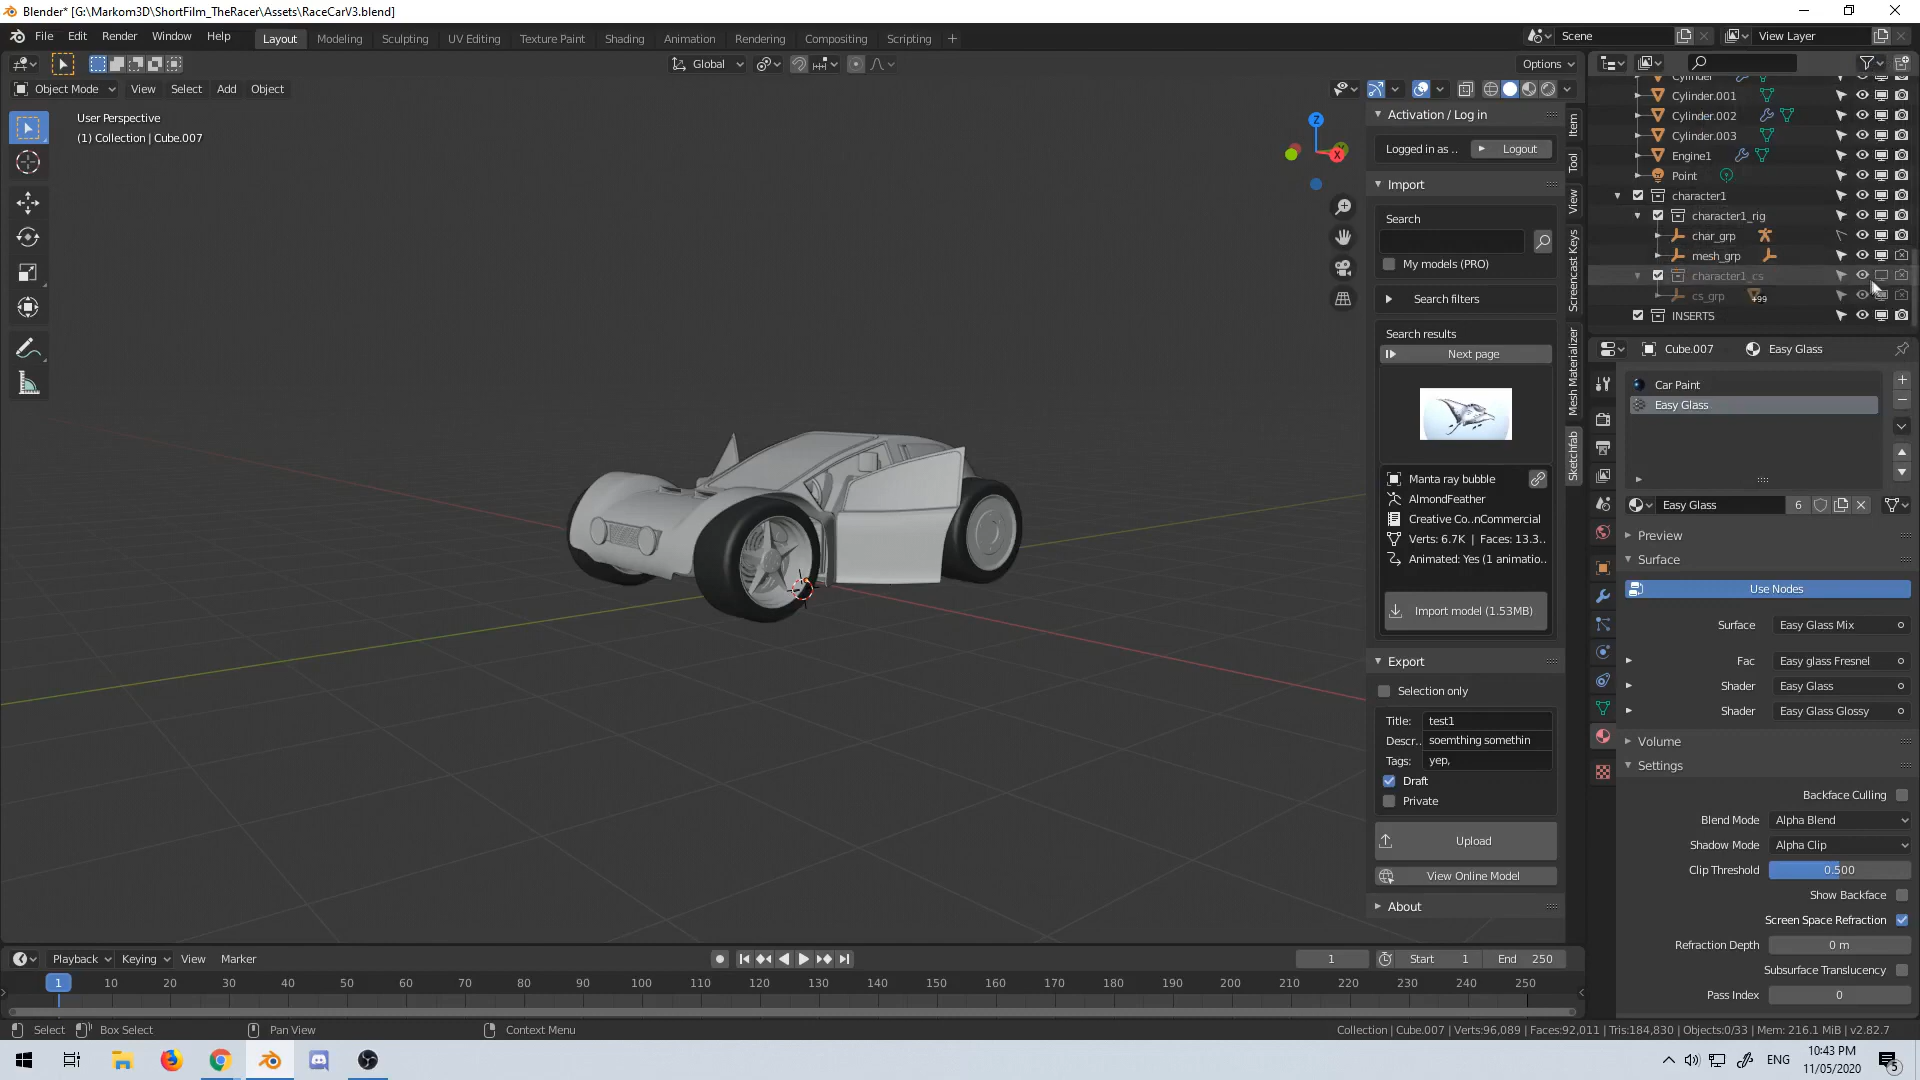 Blender* [G:\Markom3D\ShortFilm_TheRacer\Assets\RaceCarV3.blend]
File Edit Render Window Help
Layout Modeling Sculpting UV Editing Texture Paint Shading Animation Rendering Compositing Scripting +
Scene
View Layer
Global
Options
Object Mode View Select Add Object
User Perspective
(1) Collection | Cube.007
Z
X
Activation / Log in
Logged in as ..
Logout
Import
Search
My models (PRO)
Search filters
Search results
Next page
Manta ray bubble
AlmondFeather
Creative Co..nCommercial
Verts: 6.7K | Faces: 13.3..
Animated: Yes (1 animatio..
Import model (1.53MB)
Export
Selection only
Title: test1
Descr.. soemthing somethin
Tags: yep,
Draft
Private
Upload
View Online Model
About
Item
Tool
View
Screencast Keys
Mesh Materializer
Sketchfab
Cylinder
Cylinder.001
Cylinder.002
Cylinder.003
Engine1
Point
character1
character1_rig
char_grp
mesh_grp
character1_cs
cs_grp
+99
INSERTS
Cube.007
Easy Glass
Car Paint
Easy Glass
Easy Glass 6
Preview
Surface
Use Nodes
Surface Easy Glass Mix
Fac Easy glass Fresnel
Shader Easy Glass
Shader Easy Glass Glossy
Volume
Settings
Backface Culling
Blend Mode Alpha Blend
Shadow Mode Alpha Clip
Clip Threshold 0.500
Show Backface
Screen Space Refraction
Refraction Depth 0 m
Subsurface Translucency
Pass Index 0
Playback Keying View Marker
1
Start 1
End 250
1 10 20 30 40 50 60 70 80 90 100 110 120 130 140 150 160 170 180 190 200 210 220 230 240 250
Select Box Select Pan View Context Menu
Collection | Cube.007 | Verts:96,089 | Faces:92,011 | Tris:184,830 | Objects:0/33 | Mem: 216.1 MiB | v2.82.7
ENG
10:43 PM
11/05/2020
5